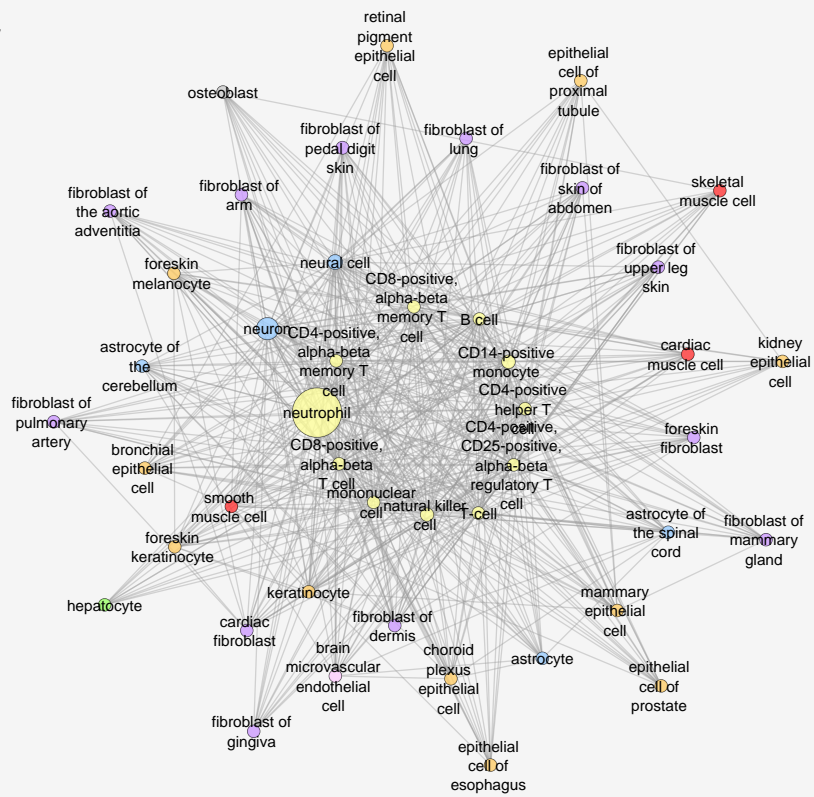 retinal
pigment
epithelial
cell
epithelial
cell of
proximal
tubule
osteoblast
fibroblast of
pedal digit
skin
fibroblast of
lung
fibroblast of
skin of
abdomen
skeletal
muscle cell
fibroblast of
the aortic
adventitia
fibroblast of
arm
fibroblast of
upper leg
skin
foreskin
melanocyte
neural cell
CD8-positive,
alpha-beta
memory T
cell
B cell
neuron
CD4-positive,
alpha-beta
memory T
cell
CD14-positive
monocyte
cardiac
muscle cell
kidney
epithelial
cell
astrocyte of
the
cerebellum
CD4-positive
helper T
cell
neutrophil
fibroblast of
pulmonary
artery
CD4-positive,
CD25-positive,
alpha-beta
regulatory T
cell
foreskin
fibroblast
bronchial
epithelial
cell
CD8-positive,
alpha-beta
T cell
mononuclear
cell
natural killer
cell
T-cell
smooth
muscle cell
astrocyte of
the spinal
cord
fibroblast of
mammary
gland
foreskin
keratinocyte
hepatocyte
keratinocyte
mammary
epithelial
cell
cardiac
fibroblast
fibroblast of
dermis
brain
microvascular
endothelial
cell
choroid
plexus
epithelial
cell
astrocyte
epithelial
cell of
prostate
fibroblast of
gingiva
epithelial
cell of
esophagus